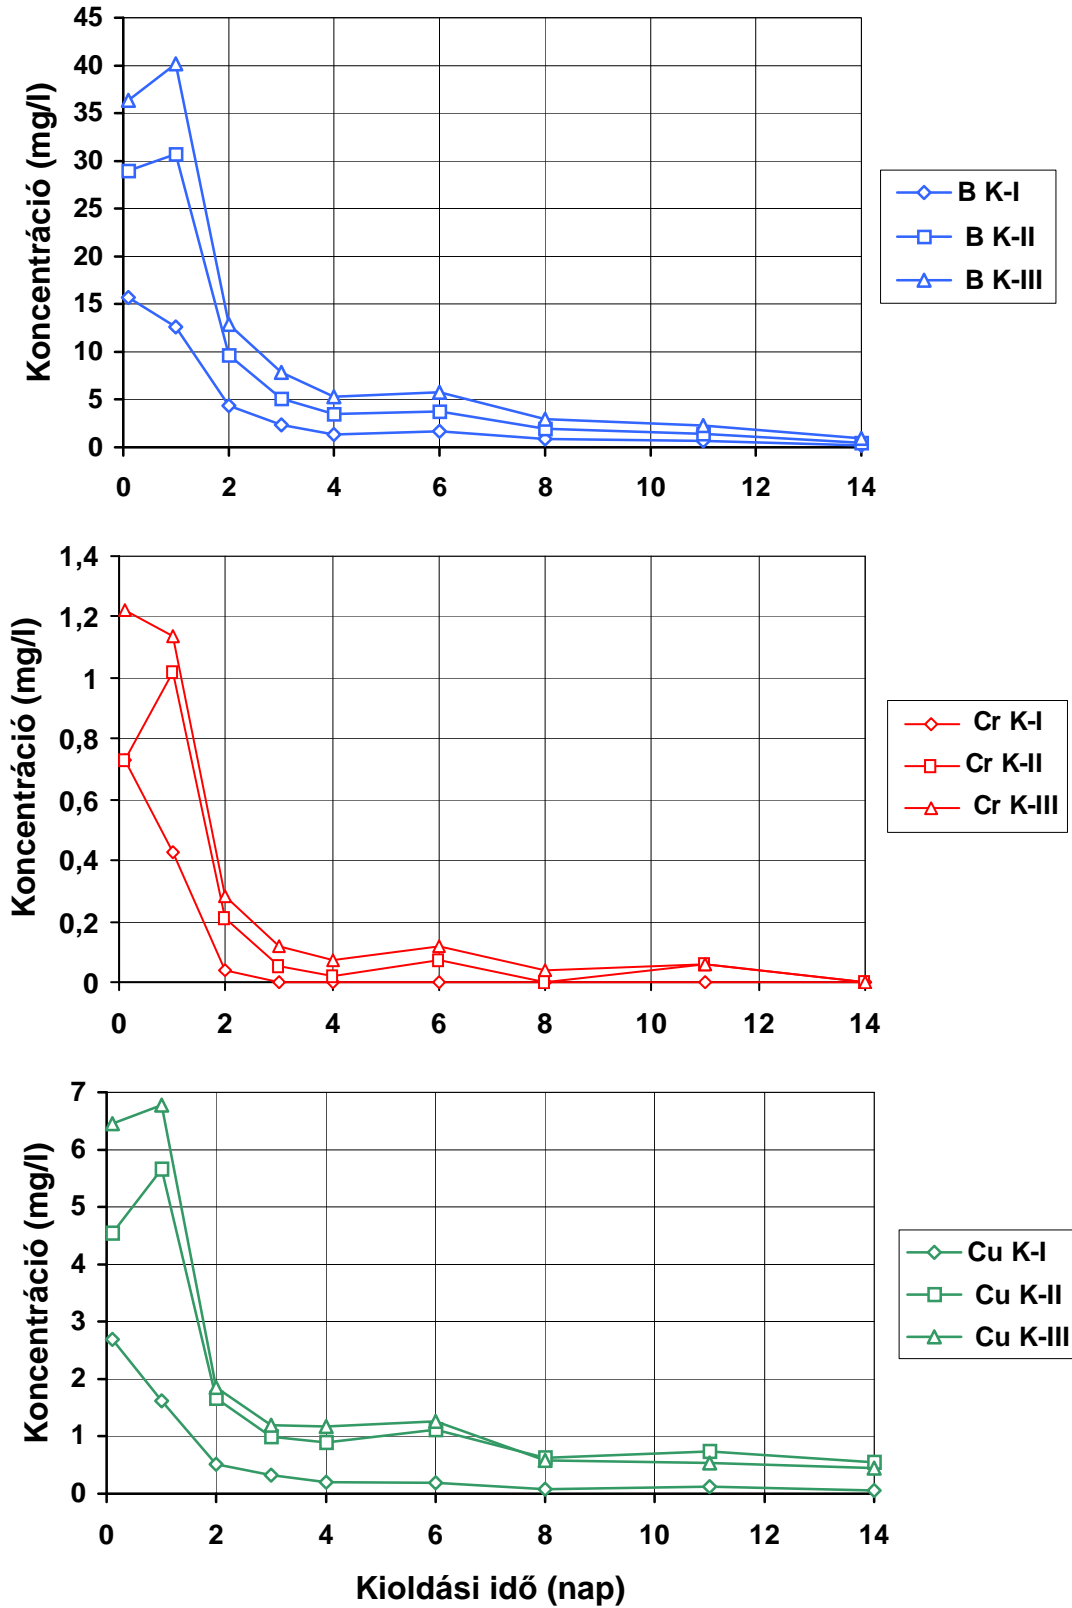 Koncentráció (mg/l)
45
40
35
30
25
20
15
10
5
0
0 2 4 6 8 10 12 14
B K-I
B K-II
B K-III
Koncentráció (mg/l)
1,4
1,2
1
0,8
0,6
0,4
0,2
0
0 2 4 6 8 10 12 14
Cr K-I
Cr K-II
Cr K-III
Koncentráció (mg/l)
7
6
5
4
3
2
1
0
0 2 4 6 8 10 12 14
Cu K-I
Cu K-II
Cu K-III
Kioldási idő (nap)